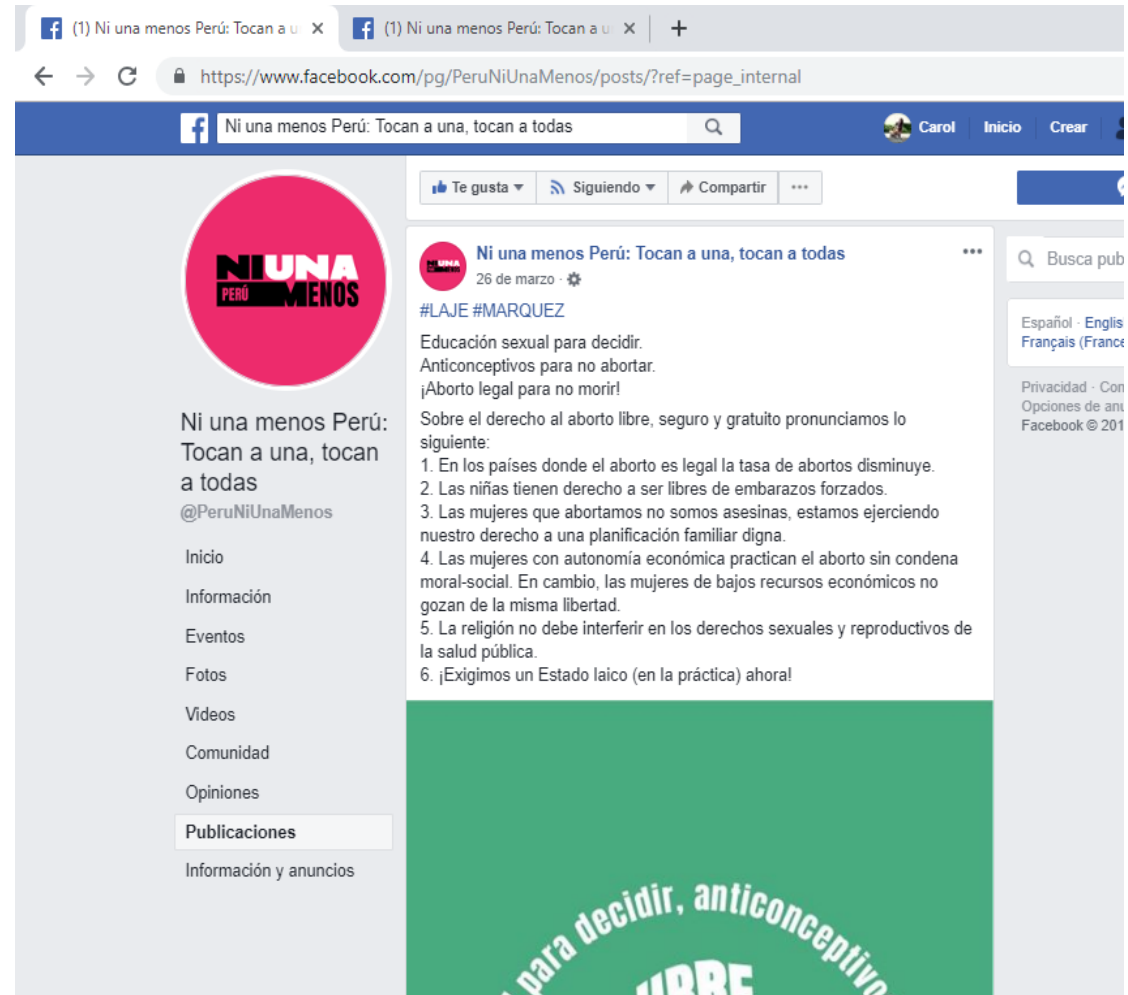 (1) Ni una menos Perú: Tocan a u
(1) Ni una menos Perú: Tocan a u
https://www.facebook.com/pg/PeruNiUnaMenos/posts/?ref=page_internal
Ni una menos Perú: Tocan a una, tocan a todas
Carol Inicio Crear
Te gusta Siguiendo Compartir
NIUNA
PERÚ MENOS
Ni una menos Perú:
Tocan a una, tocan
a todas
@PeruNiUnaMenos
Inicio
Información
Eventos
Fotos
Videos
Comunidad
Opiniones
Publicaciones
Información y anuncios
Ni una menos Perú: Tocan a una, tocan a todas
26 de marzo ·
#LAJE #MARQUEZ
Educación sexual para decidir.
Anticonceptivos para no abortar.
¡Aborto legal para no morir!
Sobre el derecho al aborto libre, seguro y gratuito pronunciamos lo
siguiente:
1. En los países donde el aborto es legal la tasa de abortos disminuye.
2. Las niñas tienen derecho a ser libres de embarazos forzados.
3. Las mujeres que abortamos no somos asesinas, estamos ejerciendo
nuestro derecho a una planificación familiar digna.
4. Las mujeres con autonomía económica practican el aborto sin condena
moral-social. En cambio, las mujeres de bajos recursos económicos no
gozan de la misma libertad.
5. La religión no debe interferir en los derechos sexuales y reproductivos de
la salud pública.
6. ¡Exigimos un Estado laico (en la práctica) ahora!
para decidir, anticonceptivo
Busca pub
Español · Englis
Français (France
Privacidad · Con
Opciones de anu
Facebook © 201